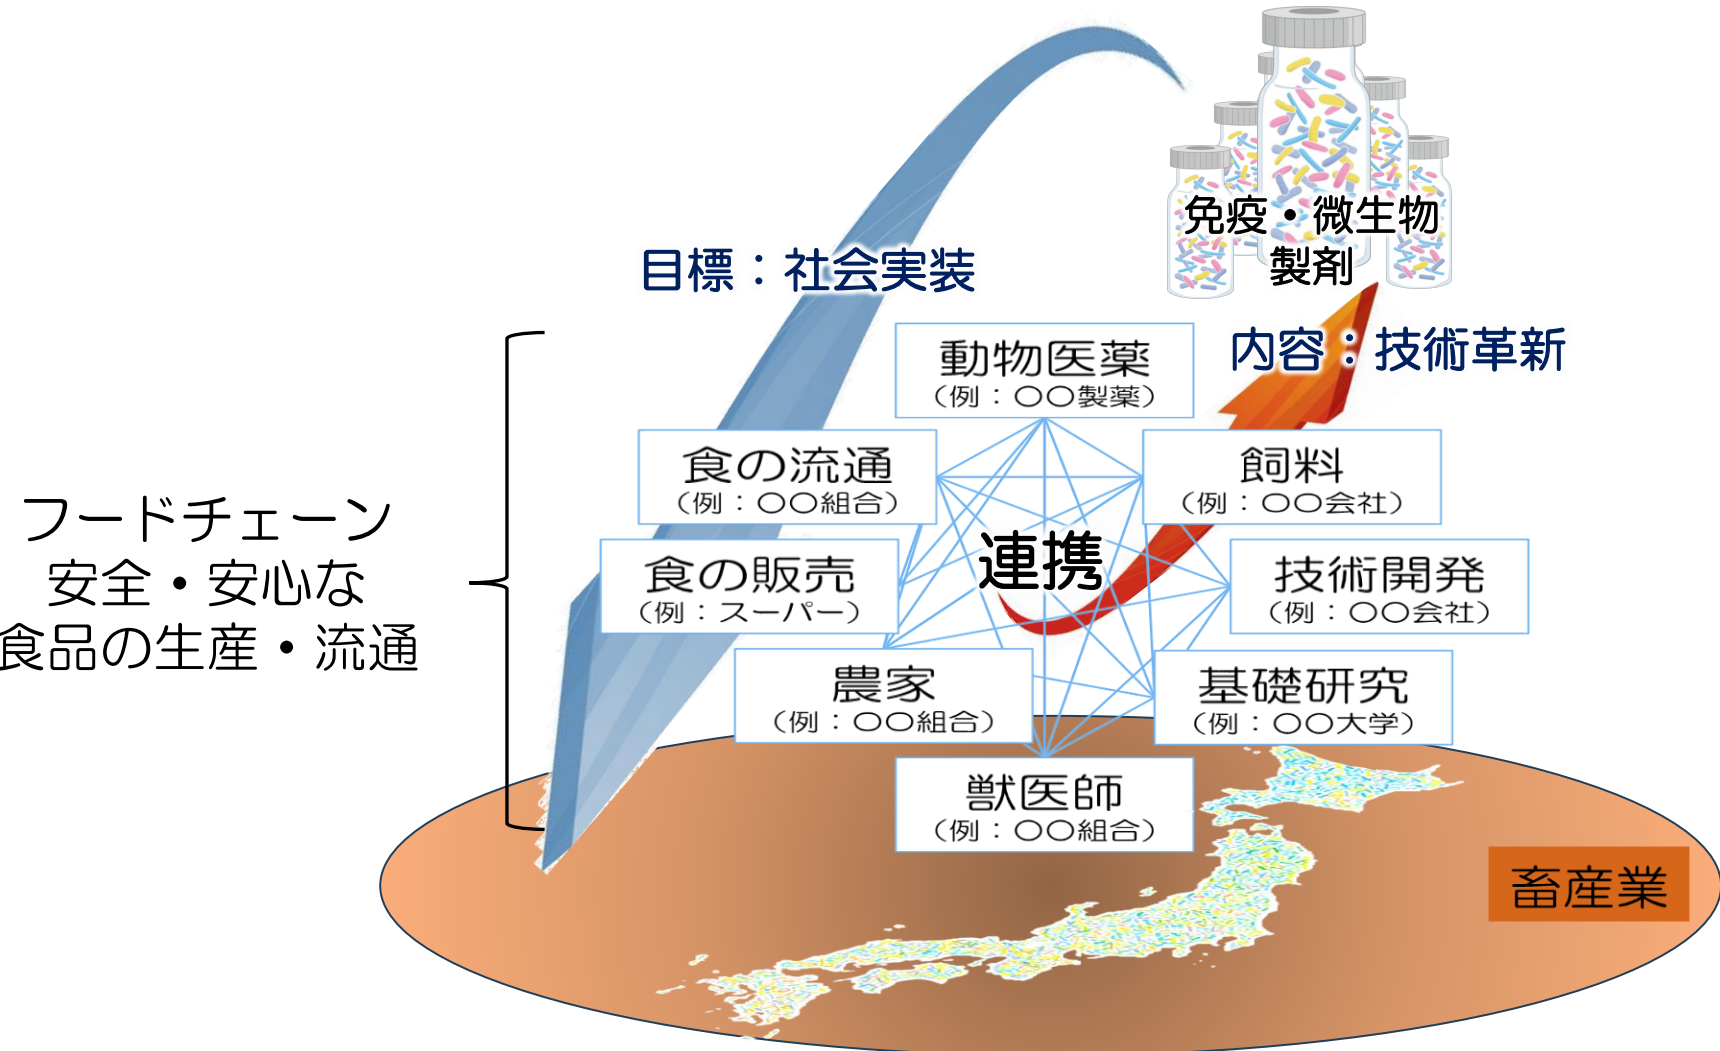 免疫・微生物
製剤
目標：社会実装
内容：技術革新
動物医薬
（例：〇〇製薬）
食の流通
（例：〇〇組合）
飼料
（例：〇〇会社）
連携
フードチェーン
安全・安心な
食品の生産・流通
食の販売
（例：スーパー）
技術開発
（例：〇〇会社）
農家
（例：〇〇組合）
基礎研究
（例：〇〇大学）
獣医師
（例：〇〇組合）
畜産業